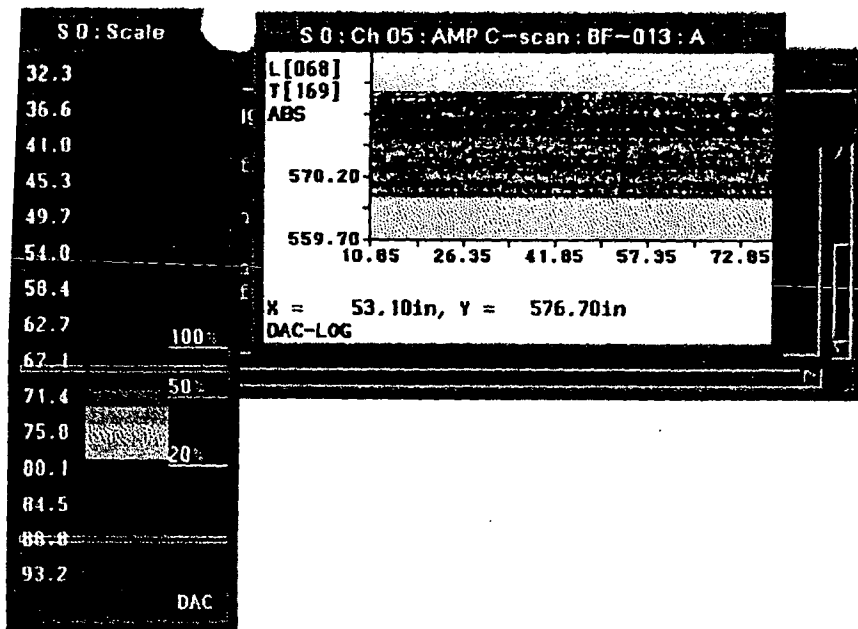 S 0 : Scale
32.3
36.6
41.0
45.3
49.7
54.0
58.4
62.7
67.1
71.4
75.8
80.1
84.5
88.8
93.2
100%
50%
20%
DAC
S 0 : Ch 05 : AMP C-scan : BF-013 : A
L[068]
T[169]
ABS
570.20
559.70
10.85 26.35 41.85 57.35 72.85
X = 53.10in, Y = 576.70in
DAC-LOG